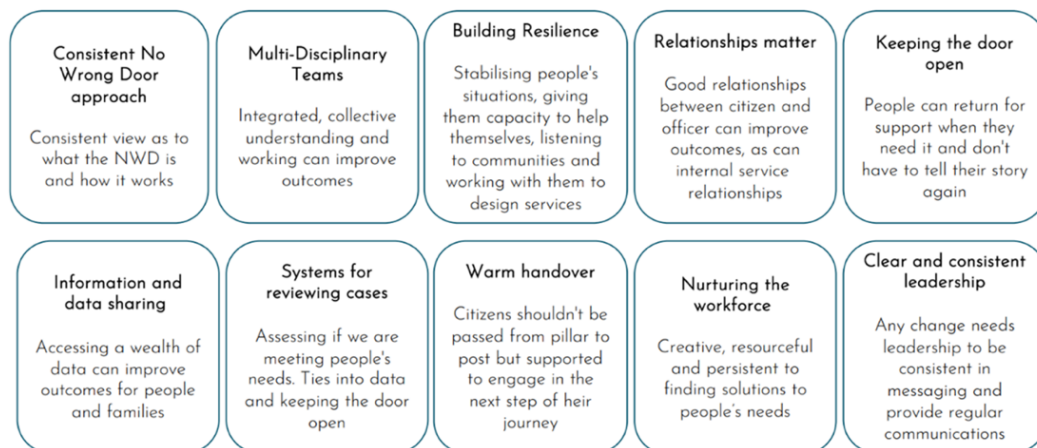 Consistent No
Wrong Door
approach
Consistent view as to
what the NWD is
and how it works
Multi-Disciplinary
Teams
Integrated, collective
understanding and
working can improve
outcomes
Building Resilience
Stabilising people's
situations, giving
them capacity to help
themselves, listening
to communities and
working with them to
design services
Relationships matter
Good relationships
between citizen and
officer can improve
outcomes, as can
internal service
relationships
Keeping the door
open
People can return for
support when they
need it and don't
have to tell their story
again
Information and
data sharing
Accessing a wealth of
data can improve
outcomes for people
and families
Systems for
reviewing cases
Assessing if we are
meeting people's
needs. Ties into data
and keeping the door
open
Warm handover
Citizens shouldn't be
passed from pillar to
post but supported
to engage in the
next step of heir
journey
Nurturing the
workforce
Creative, resourceful
and persistent to
finding solutions to
people's needs
Clear and consistent
leadership
Any change needs
leadership to be
consistent in
messaging and
provide regular
communications